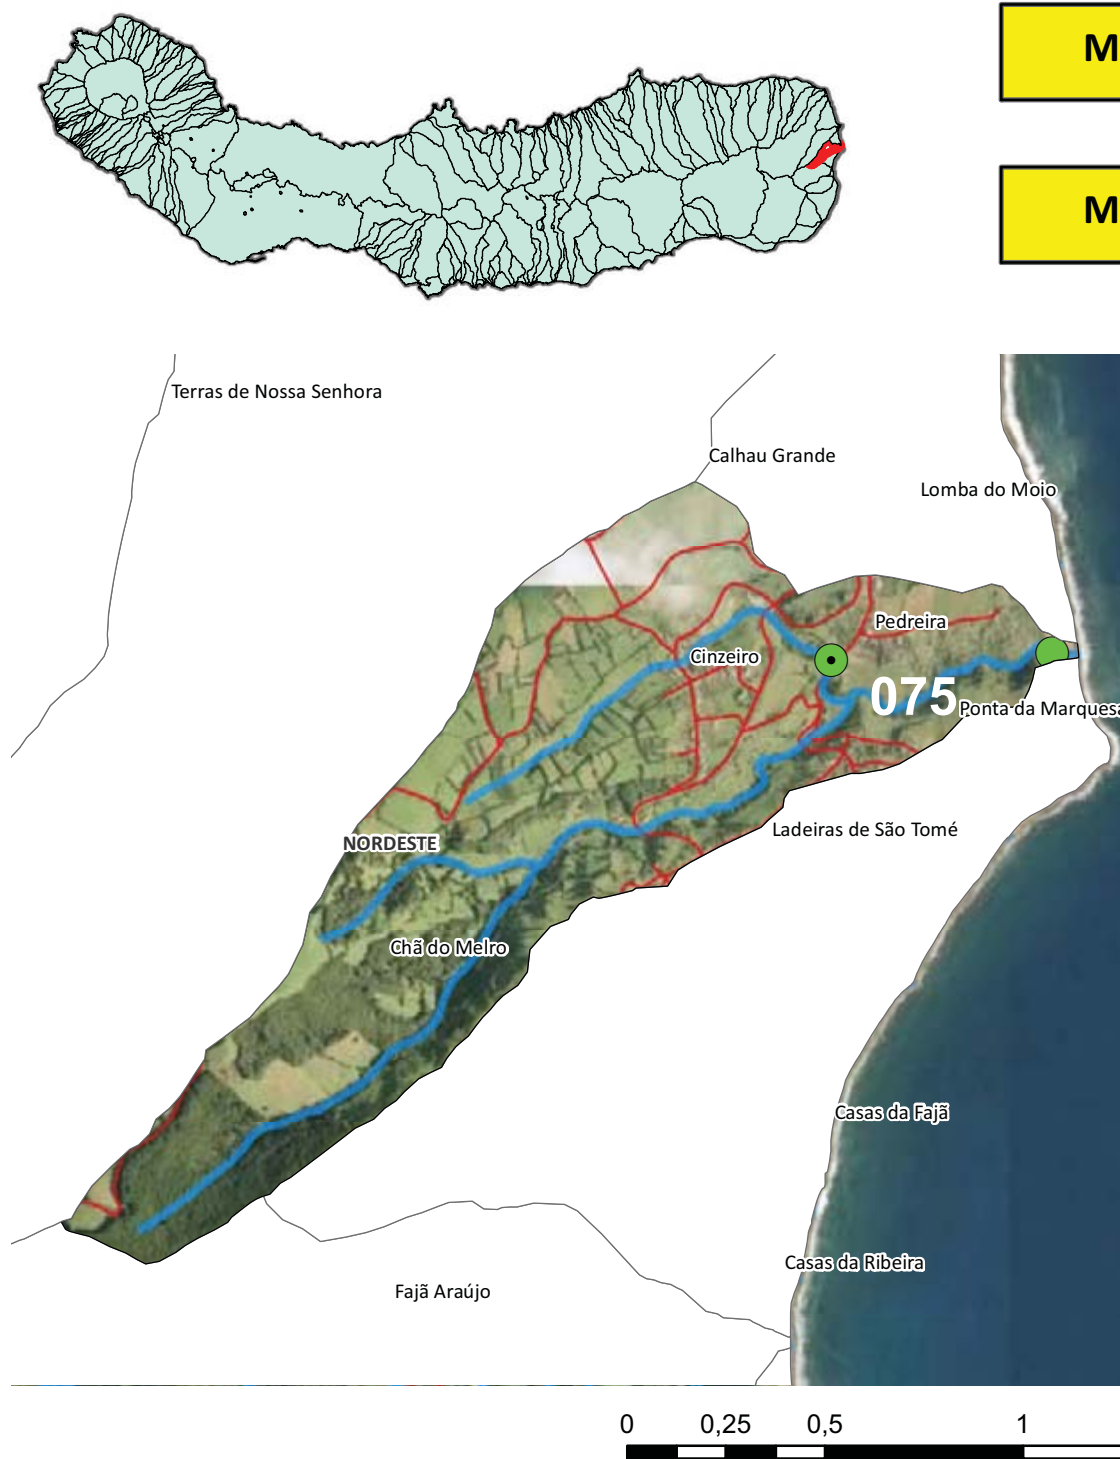 M
M
Terras de Nossa Senhora
Calhau Grande
Lomba do Moio
Pedreira
Cinzeiro
075
Ponta da Marquesa
Ladeiras de São Tomé
NORDESTE
Chã do Melro
Casas da Fajã
Casas da Ribeira
Fajã Araújo
0 0,25 0,5 1